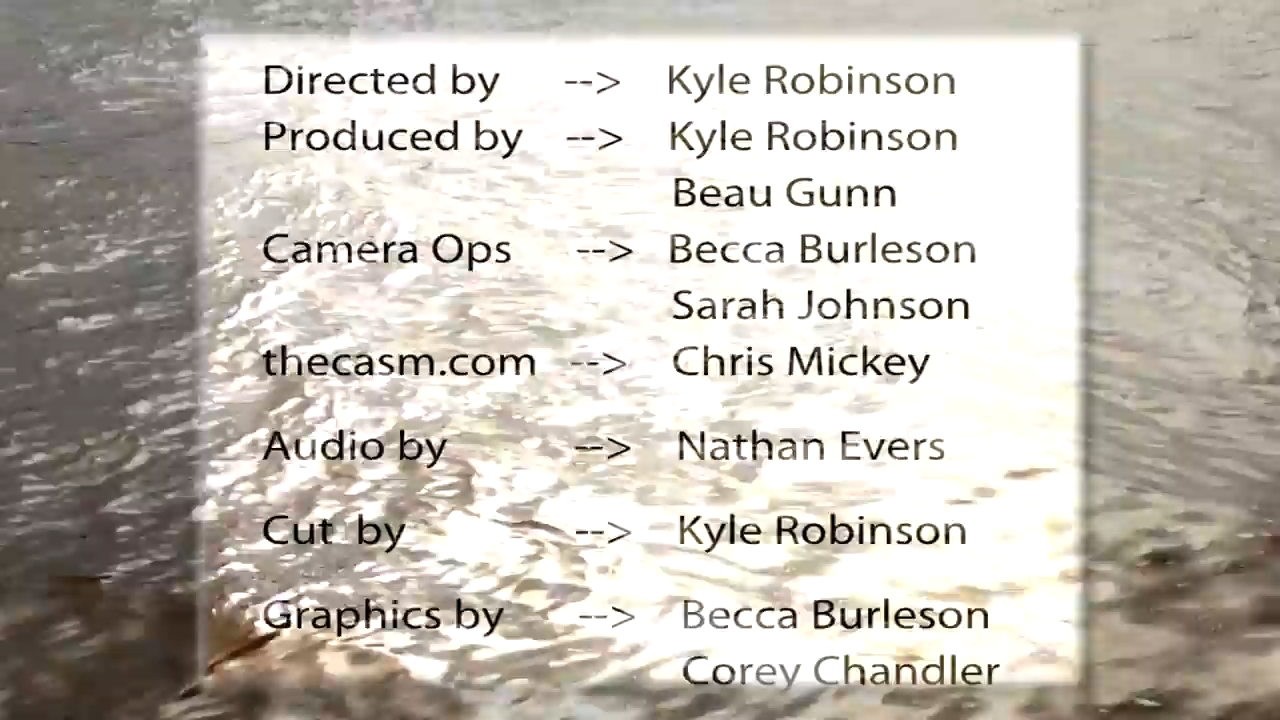 Directed by --> Kyle Robinson
Produced by --> Kyle Robinson
Beau Gunn
Camera Ops --> Becca Burleson
Sarah Johnson
thecasm.com --> Chris Mickey
Audio by --> Nathan Evers
Cut by --> Kyle Robinson
Graphics by --> Becca Burleson
Corey Chandler